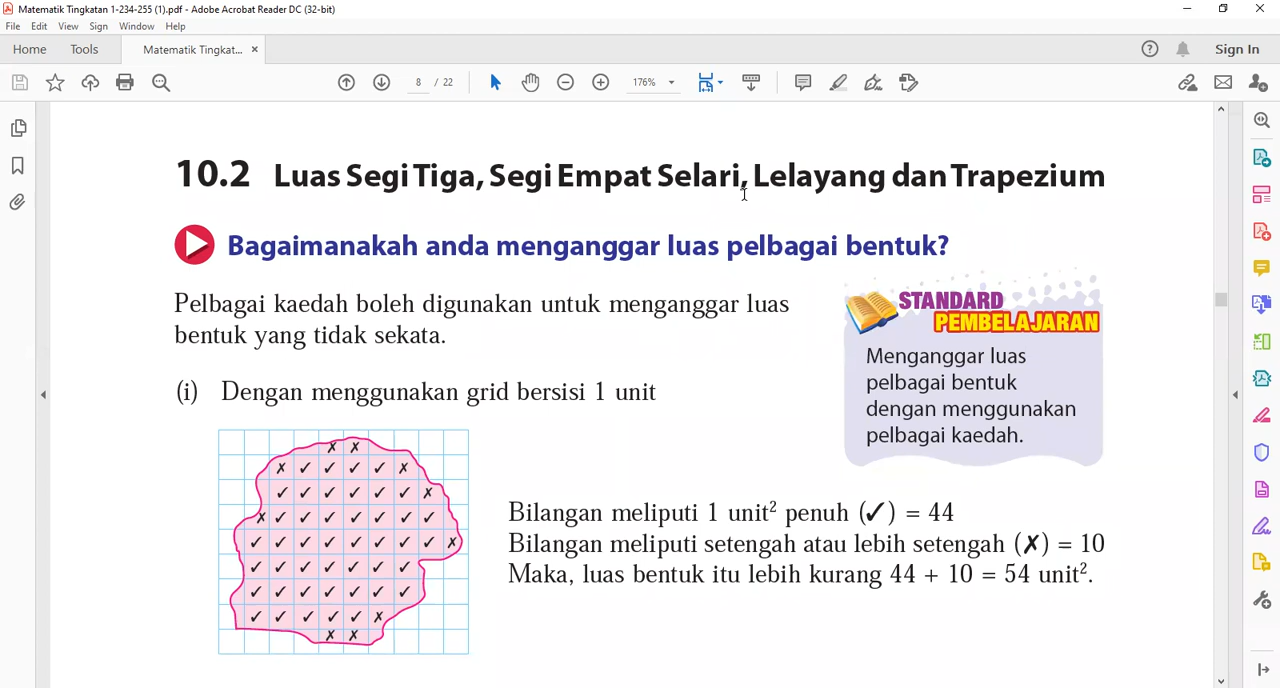 Matematik Tingkatan 1-234-255 (1).pdf - Adobe Acrobat Reader DC (32-bit)
File Edit View Sign Window Help
Home Tools Matematik Tingkat... × Sign In
8 / 22 176%
10.2 Luas Segi Tiga, Segi Empat Selari, Lelayang dan Trapezium
Bagaimanakah anda menganggar luas pelbagai bentuk?
Pelbagai kaedah boleh digunakan untuk menganggar luas
bentuk yang tidak sekata.
(i) Dengan menggunakan grid bersisi 1 unit
STANDARD
PEMBELAJARAN
Menganggar luas
pelbagai bentuk
dengan menggunakan
pelbagai kaedah.
Bilangan meliputi 1 unit² penuh (✓) = 44
Bilangan meliputi setengah atau lebih setengah (✗) = 10
Maka, luas bentuk itu lebih kurang 44 + 10 = 54 unit².